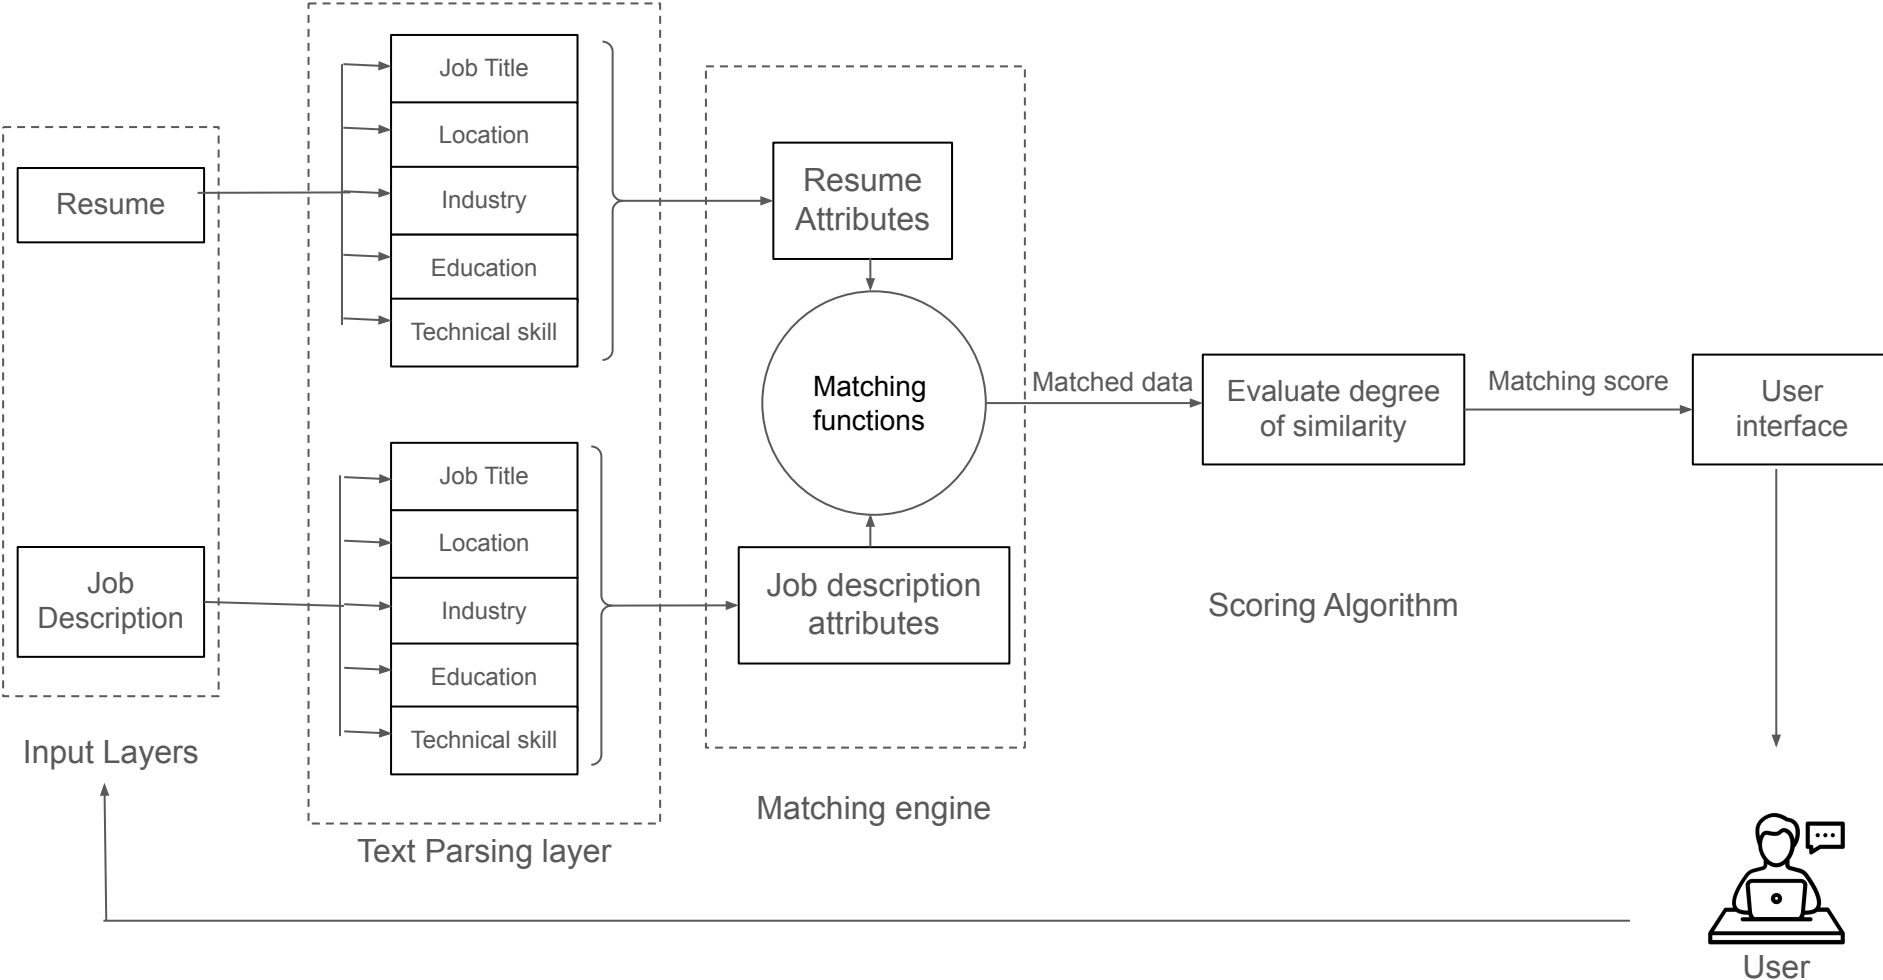 Resume
Job
Description
Input Layers
Job Title
Location
Industry
Education
Technical skill
Job Title
Location
Industry
Education
Technical skill
Text Parsing layer
Resume
Attributes
Matching
functions
Job description
attributes
Matching engine
Matched data
Evaluate degree
of similarity
Scoring Algorithm
Matching score
User
interface
User